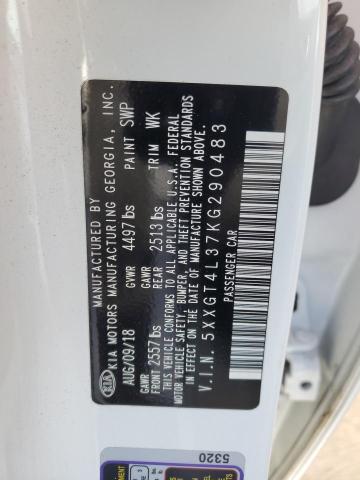 MANUFACTURED BY
KIA KIA MOTORS MANUFACTURING GEORGIA, INC.
AUG/09/18 GVWR 4497lbs PAINT SWP
GAWR FRONT 2557lbs GAWR REAR 2513lbs TRIM WK
THIS VEHICLE CONFORMS TO ALL APPLICABLE U.S.A. FEDERAL
MOTOR VEHICLE SAFETY, BUMPER, AND THEFT PREVENTION STANDARDS
IN EFFECT ON THE DATE OF MANUFACTURE SHOWN ABOVE.
V.I.N. 5XXGT4L37KG290483
PASSENGER CAR
5320